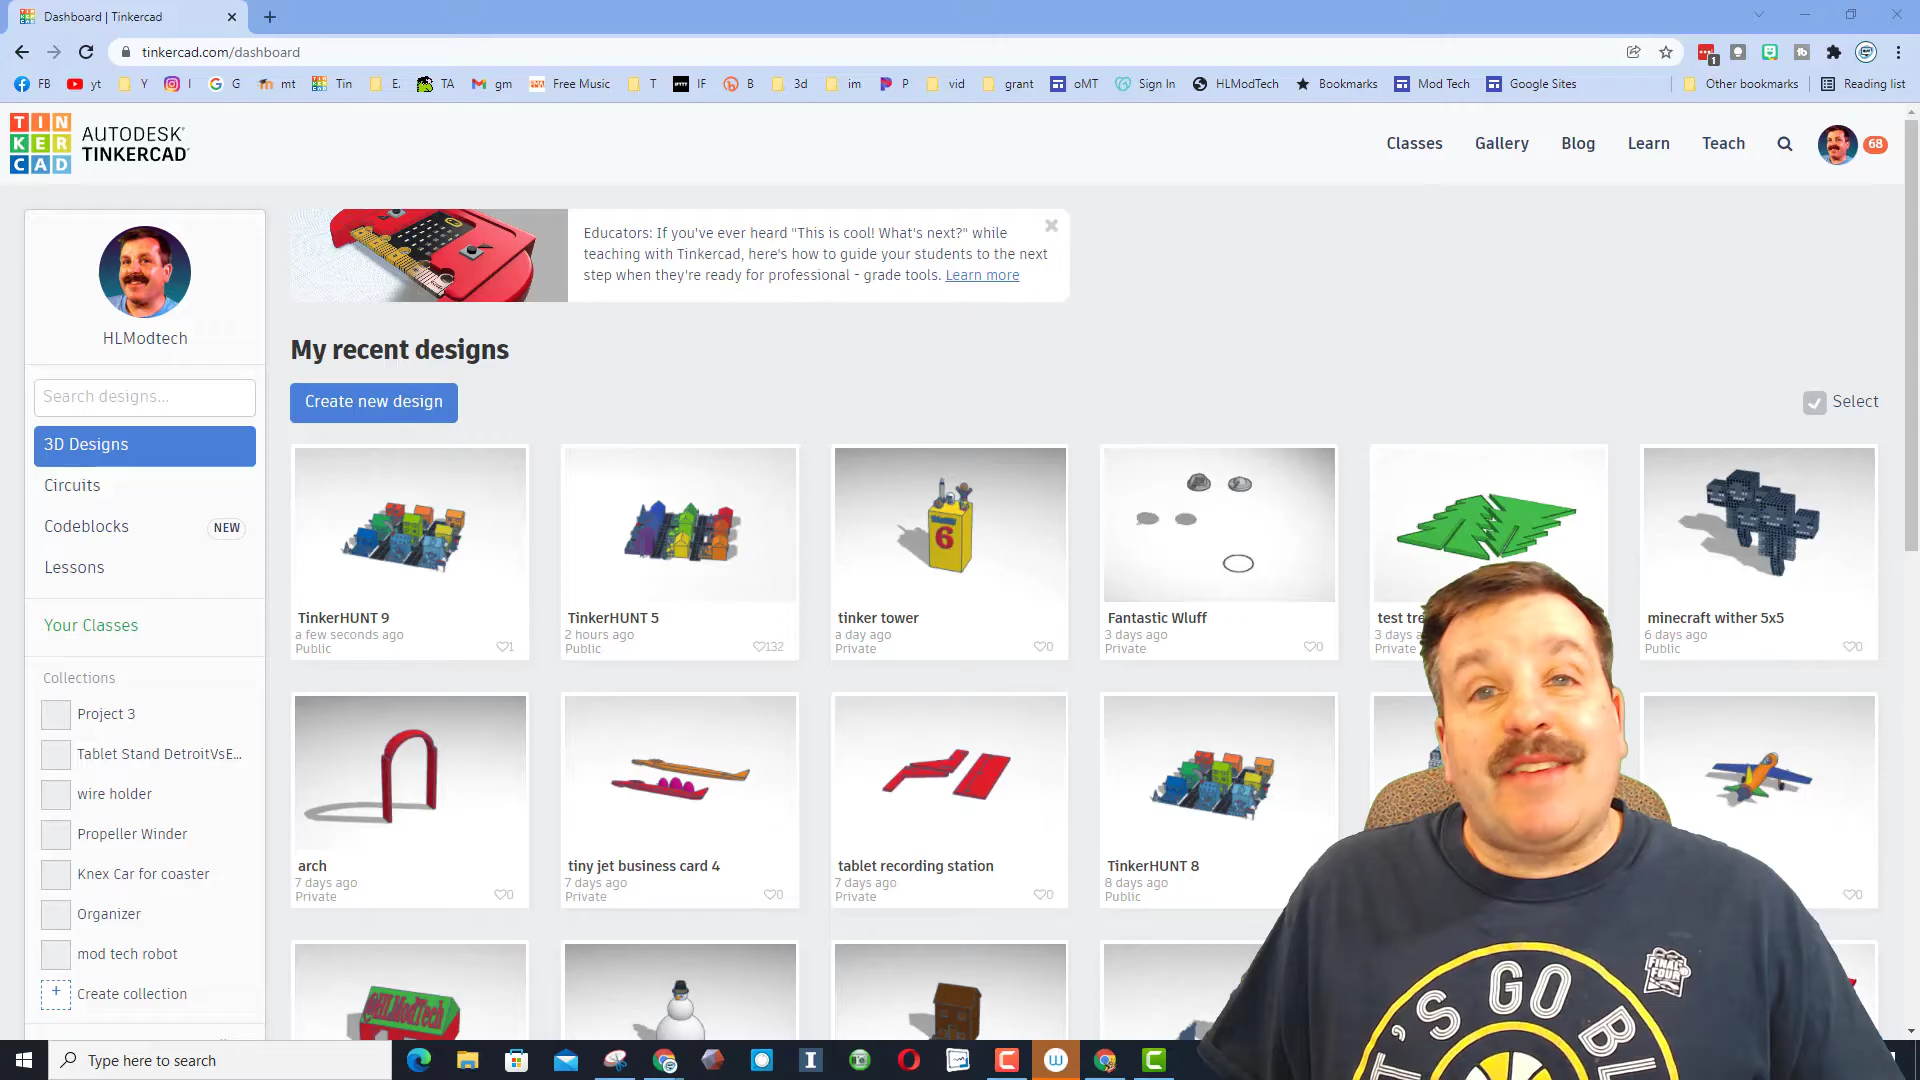 Dashboard | Tinkercad
tinkercad.com/dashboard
1
FB yt Y I G mt Tin E. TA gm Free Music T IF B 3d im P vid grant oMT Sign In HLModTech Bookmarks Mod Tech Google Sites Other bookmarks Reading list
TIN
KER
CAD
AUTODESK
TINKERCAD
Classes Gallery Blog Learn Teach 68
HLModtech
Search designs...
3D Designs
Circuits
Codeblocks NEW
Lessons
Your Classes
Collections
Project 3
Tablet Stand DetroitVsE...
wire holder
Propeller Winder
Knex Car for coaster
Organizer
mod tech robot
+ Create collection
Educators: If you've ever heard "This is cool! What's next?" while
teaching with Tinkercad, here's how to guide your students to the next
step when they're ready for professional - grade tools. Learn more
My recent designs
Create new design
Select
6
TinkerHUNT 9
a few seconds ago
Public 1
TinkerHUNT 5
2 hours ago
Public 132
tinker tower
a day ago
Private 0
Fantastic Wluff
3 days ago
Private 0
test tre
3 days a
Private
minecraft wither 5x5
6 days ago
Public 0
arch
7 days ago
Private 0
tiny jet business card 4
7 days ago
Private 0
tablet recording station
7 days ago
Private 0
TinkerHUNT 8
8 days ago
Public
0
@HLModTech
FINAL
FOUR
T'S GO BL
Type here to search